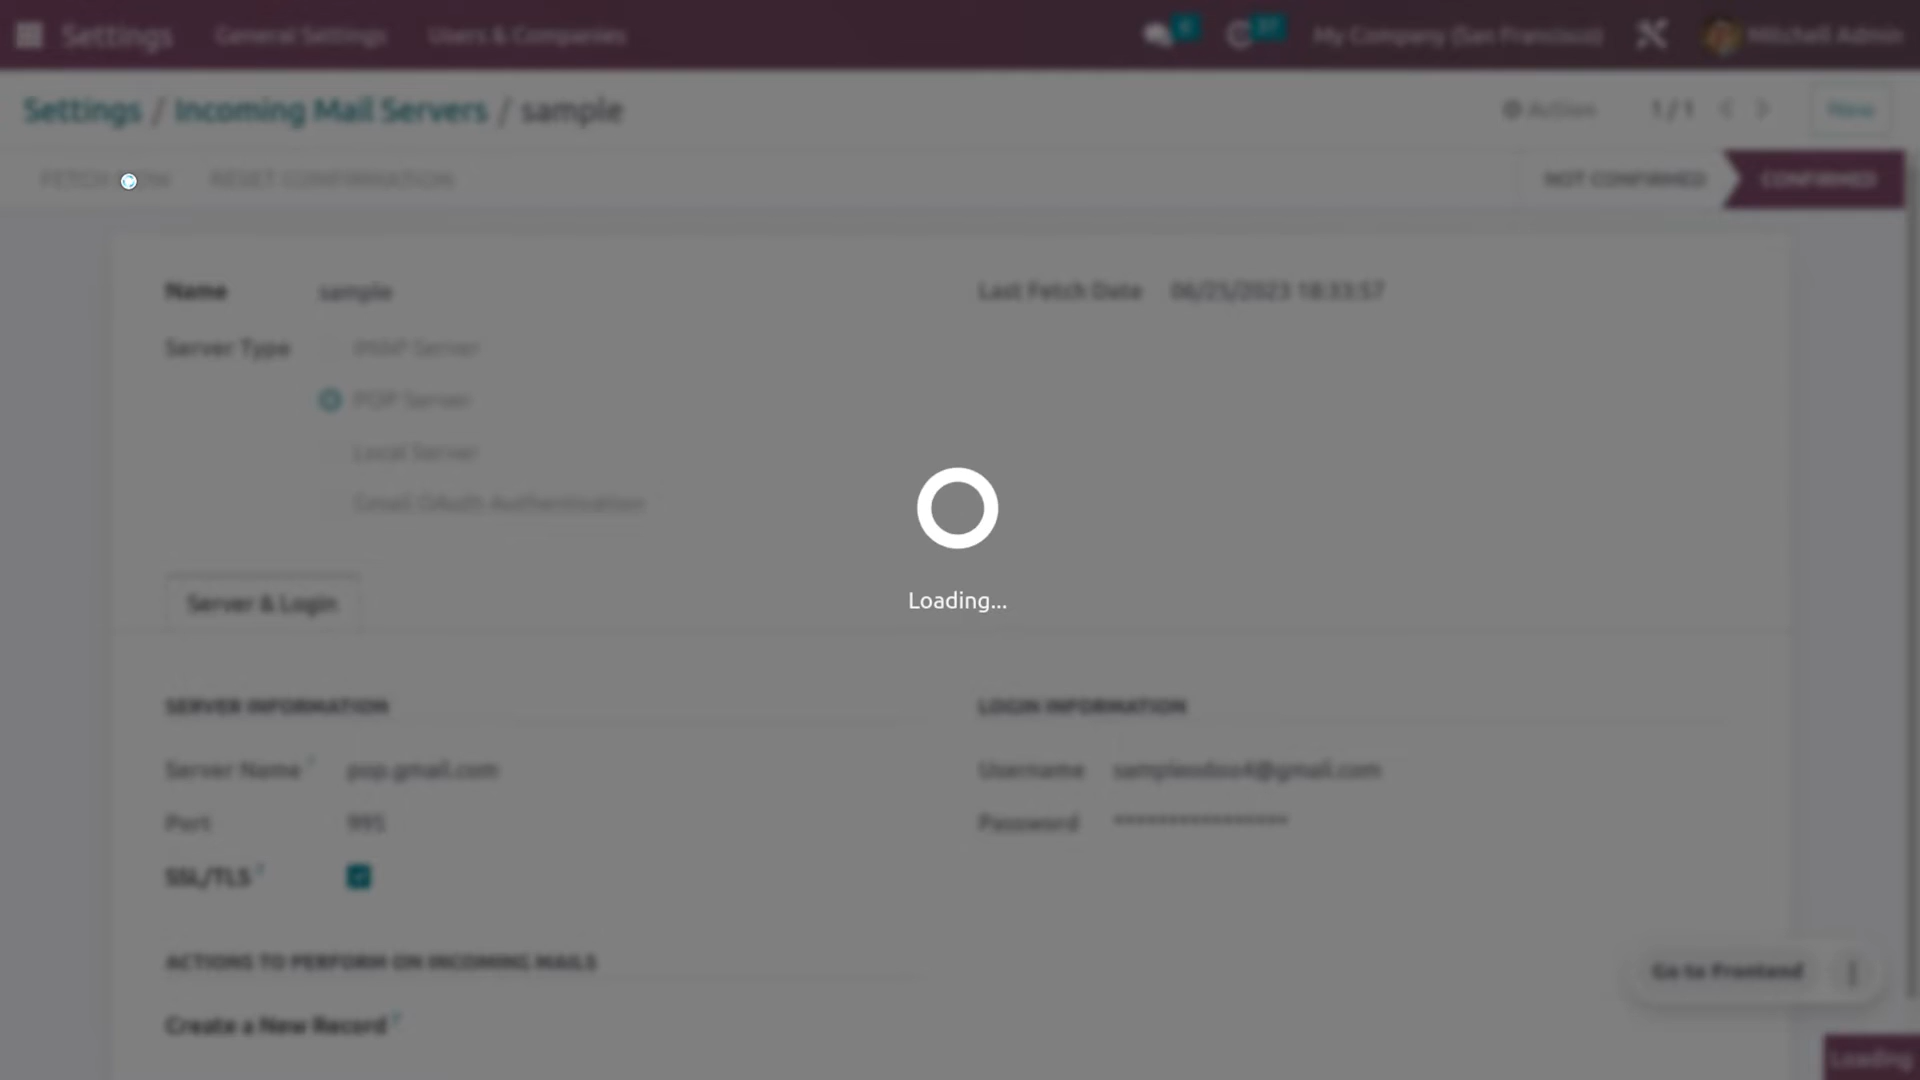 Settings General Settings Users & Companies 6 37 My Company (San Francisco) Mitchell Admin
Settings / Incoming Mail Servers / sample Action 1 / 1 New
FETCH RESET CONFIRMATION NOT CONFIRMED CONFIRMED
Name sample Last Fetch Date 06/25/2023 18:33:57
Server Type IMAP Server
POP Server
Local Server
Gmail OAuth Authentication
Loading...
Server & Login
SERVER INFORMATION LOGIN INFORMATION
Server Name ? pop.gmail.com Username sampleodoo4@gmail.com
Port 995 Password ****************
SSL/TLS ?
ACTIONS TO PERFORM ON INCOMING MAILS
Go to Frontend
Create a New Record ?
Loading